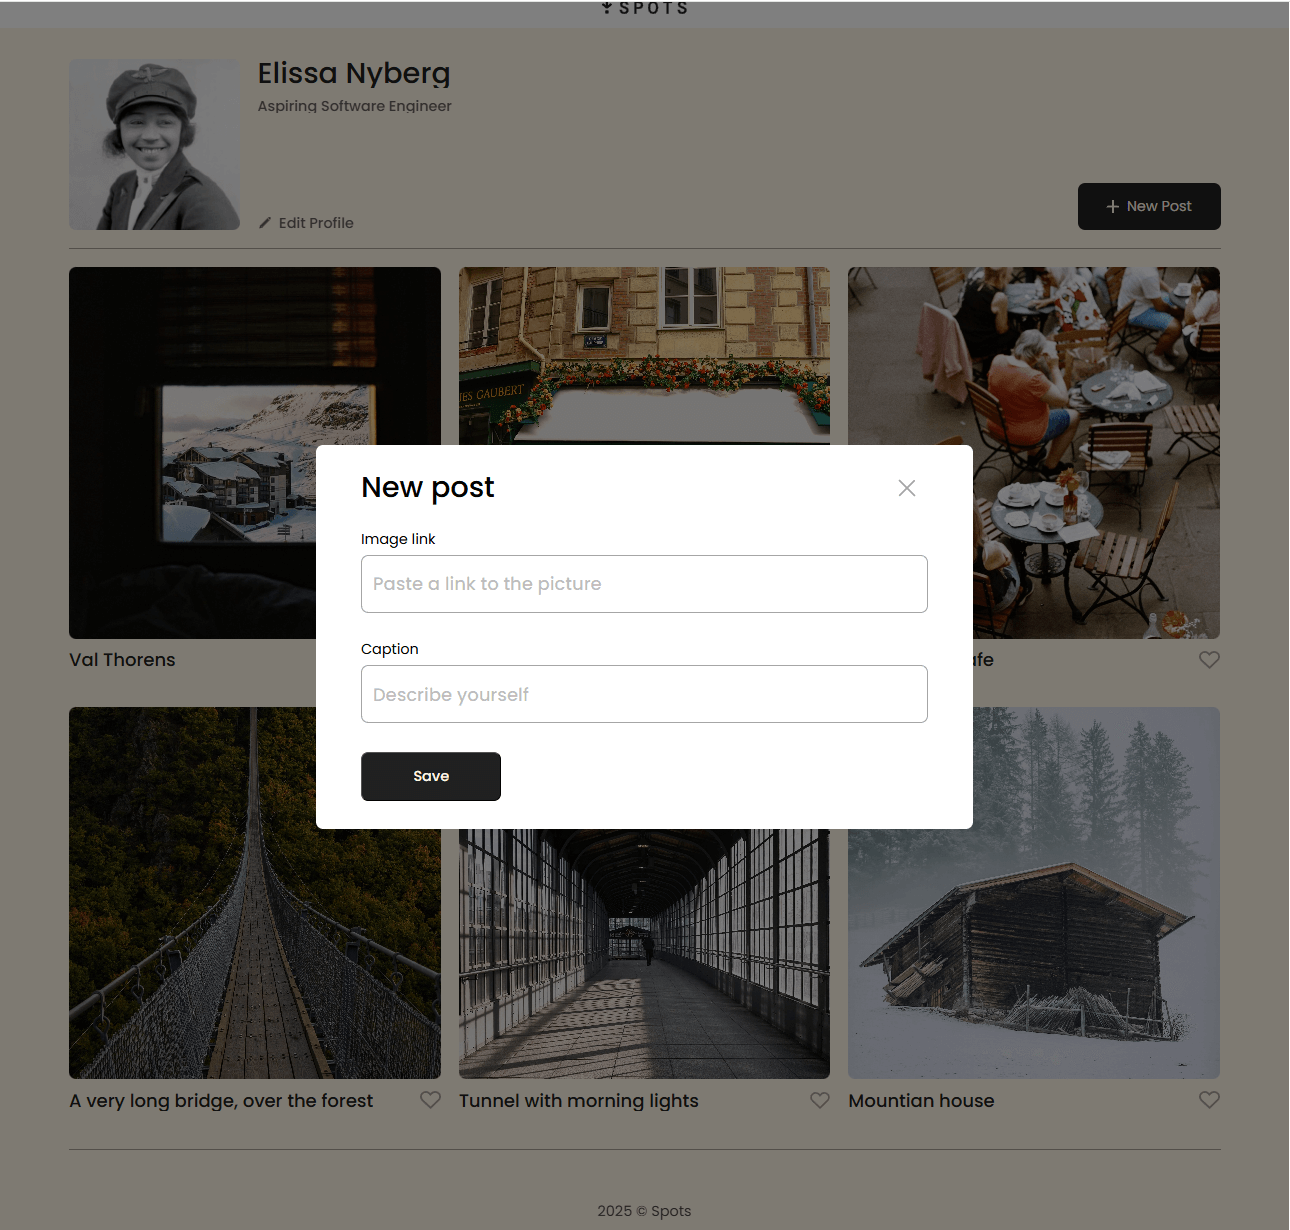 SPOTS
Elissa Nyberg
Aspiring Software Engineer
Edit Profile
+ New Post
GAUBERT
New post
Image link
Paste a link to the picture
Caption
Describe yourself
Save
Val Thorens
A very long bridge, over the forest
Tunnel with morning lights
Mountian house
2025 © Spots